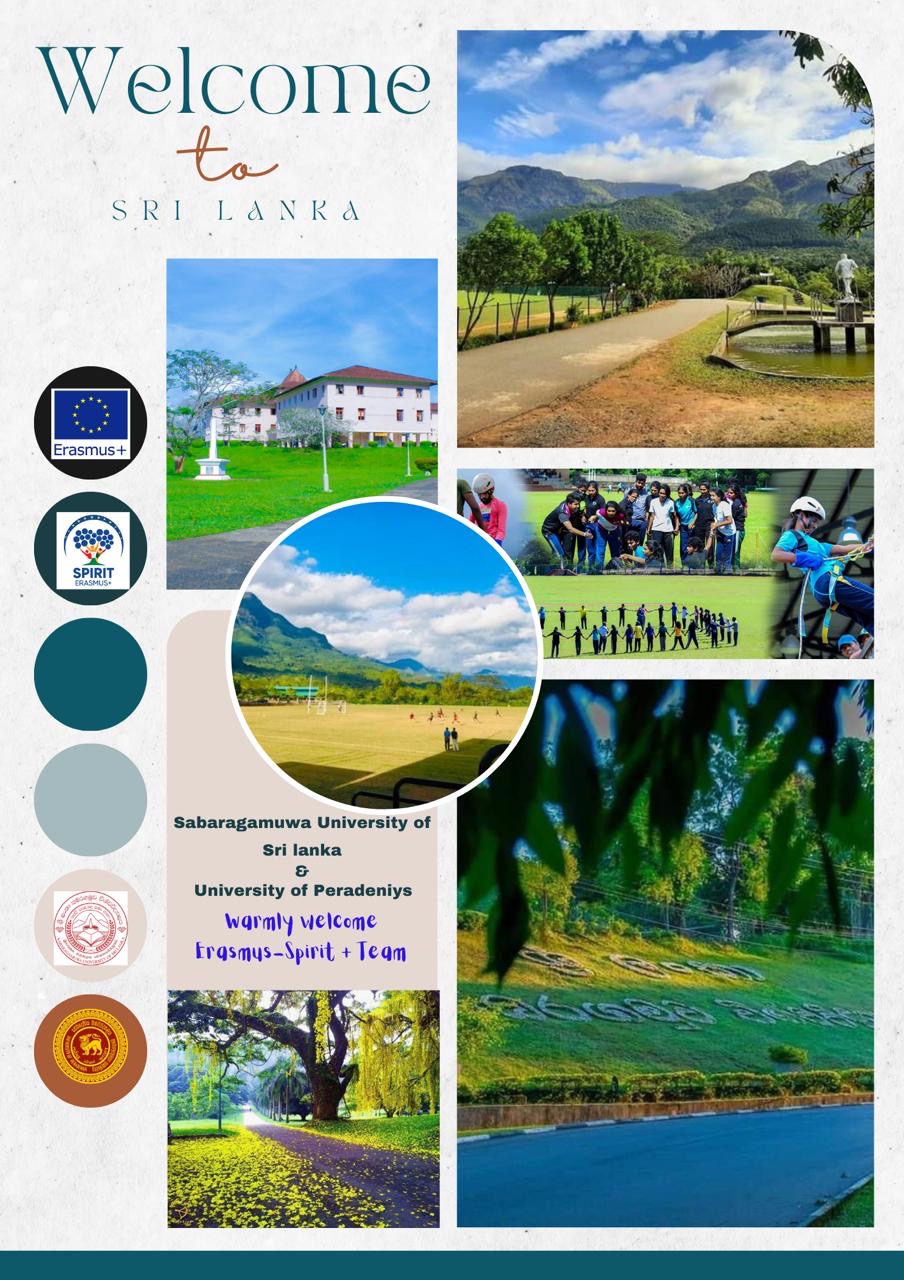 Welcome
to
SRI LANKA
Erasmus+
SPIRIT
ERASMUS+
Sabaragamuwa University of
Sri lanka
&
University of Peradeniys
Warmly welcome
Erasmus-Spirit + Team